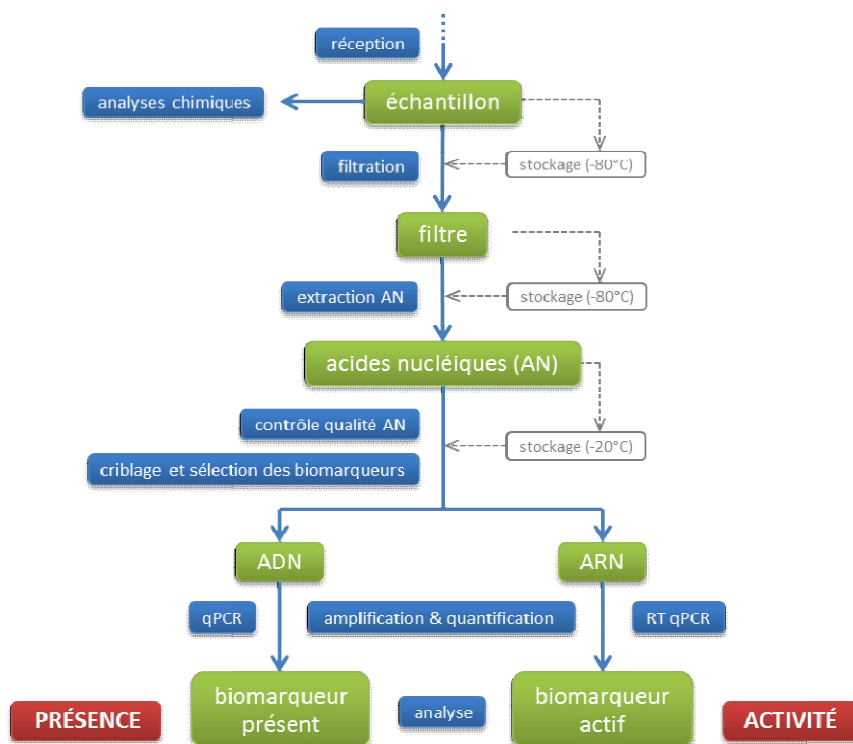 réception
analyses chimiques
échantillon
filtration
stockage (-80°C)
filtre
extraction AN
stockage (-80°C)
acides nucléiques (AN)
contrôle qualité AN
stockage (-20°C)
criblage et sélection des biomarqueurs
ADN
ARN
qPCR
amplification & quantification
RT qPCR
PRÉSENCE
biomarqueur
présent
analyse
biomarqueur
actif
ACTIVITÉ